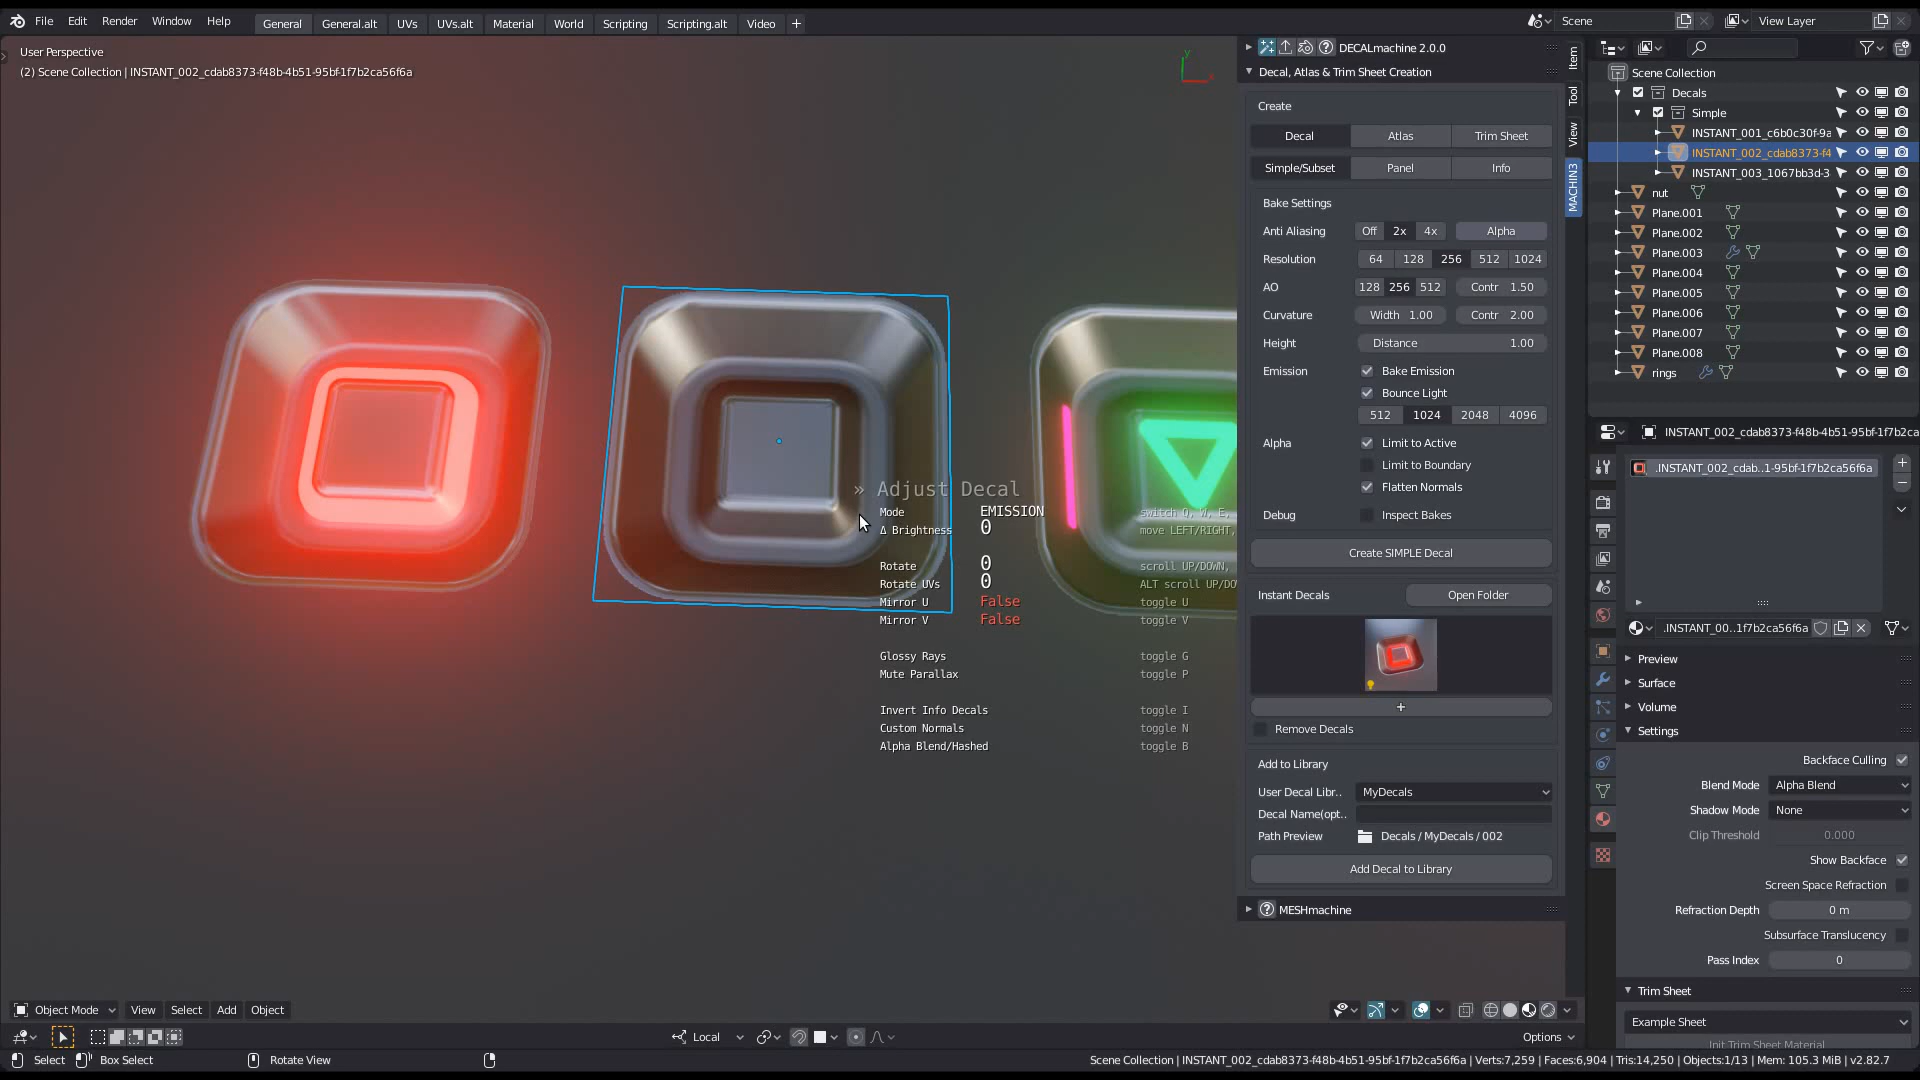 File Edit Render Window Help General General.alt UVs UVs.alt Material World Scripting Scripting.alt Video + Scene View Layer
User Perspective
(2) Scene Collection | INSTANT_002_cdab8373-f48b-4b51-95bf-1f7b2ca56f6a
Y
» Adjust Decal
Mode EMISSION switch Q, W, E,
Δ Brightness 0 move LEFT/RIGHT,
Rotate 0 scroll UP/DOWN,
Rotate UVs 0 ALT scroll UP/DO
Mirror U False toggle U
Mirror V False toggle V
Glossy Rays toggle G
Mute Parallax toggle P
Invert Info Decals toggle I
Custom Normals toggle N
Alpha Blend/Hashed toggle B
DECALmachine 2.0.0
Decal, Atlas & Trim Sheet Creation
Create
Decal Atlas Trim Sheet
Simple/Subset Panel Info
Bake Settings
Anti Aliasing Off 2x 4x Alpha
Resolution 64 128 256 512 1024
AO 128 256 512 Contr 1.50
Curvature Width 1.00 Contr 2.00
Height Distance 1.00
Emission Bake Emission
Bounce Light
512 1024 2048 4096
Alpha Limit to Active
Limit to Boundary
Flatten Normals
Debug Inspect Bakes
Create SIMPLE Decal
Instant Decals Open Folder
+
Remove Decals
Add to Library
User Decal Libr.. MyDecals
Decal Name(opt..
Path Preview Decals / MyDecals / 002
Add Decal to Library
MESHmachine
Item
Tool
View
MACHIN3
Scene Collection
Decals
Simple
INSTANT_001_c6b0c30f-9a
INSTANT_002_cdab8373-f4
INSTANT_003_1067bb3d-3
nut
Plane.001
Plane.002
Plane.003
Plane.004
Plane.005
Plane.006
Plane.007
Plane.008
rings
INSTANT_002_cdab8373-f48b-4b51-95bf-1f7b2ca
.INSTANT_002_cdab..1-95bf-1f7b2ca56f6a
.INSTANT_00..1f7b2ca56f6a
Preview
Surface
Volume
Settings
Backface Culling
Blend Mode Alpha Blend
Shadow Mode None
Clip Threshold 0.000
Show Backface
Screen Space Refraction
Refraction Depth 0 m
Subsurface Translucency
Pass Index 0
Trim Sheet
Example Sheet
Init Trim Sheet Material
Object Mode View Select Add Object
Local Options
Select Box Select Rotate View
Scene Collection | INSTANT_002_cdab8373-f48b-4b51-95bf-1f7b2ca56f6a | Verts:7,259 | Faces:6,904 | Tris:14,250 | Objects:1/13 | Mem: 105.3 MiB | v2.82.7